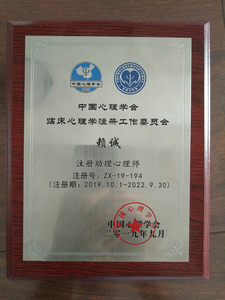 中国心理学会
临床心理学注册工作委员会
赖诚
注册助理心理师
注册号：ZX-19-194
（注册期：2019.10.1-2022.9.30）
中国心理学会
二〇一九年九月